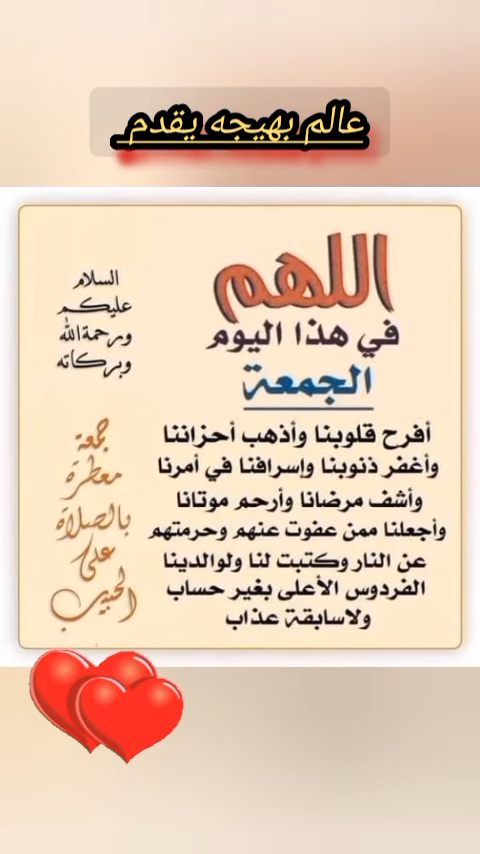 عالم بهيجه يقدم
اللهم
في هذا اليوم
الجمعة
أفرح قلوبنا وأذهب أحزاننا
وأغفر ذنوبنا وإسرافنا في أمرنا
وأشف مرضانا وأرحم موتانا
وأجعلنا ممن عفوت عنهم وحرمتهم
عن النار وكتبت لنا ولوالدينا
الفردوس الأعلى بغير حساب
ولاسابقة عذاب
السلام
عليكم
ورحمة الله
وبركاته
جمعة
معطرة
بالصلاة
على
الحبيب